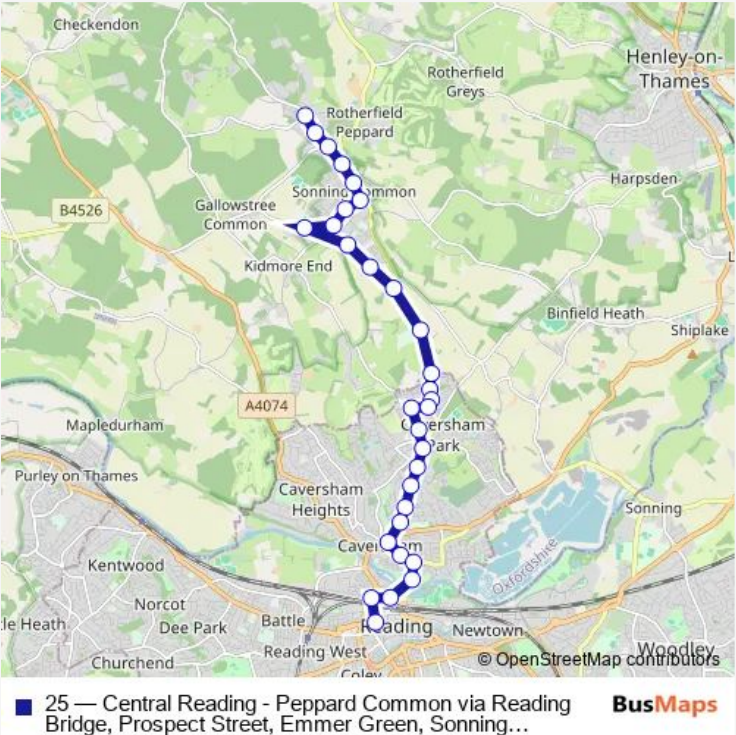 Checkendon
Henley-on-
Thames
Rotherfield
Greys
Rotherfield
Peppard
Harpsden
Sonning Common
Gallowstree
Common
B4526
Kidmore End
Binfield Heath
Shiplake
A4074
Mapledurham
Caversham
Park
Purley on Thames
Caversham
Heights
Sonning
Caversham
Oxfordshire
Kentwood
Norcot
Dee Park
Battle
Reading
Newtown
Reading West
Woodley
Churchend
Coley
© OpenStreetMap contributors
25 — Central Reading - Peppard Common via Reading
Bridge, Prospect Street, Emmer Green, Sonning…
BusMaps